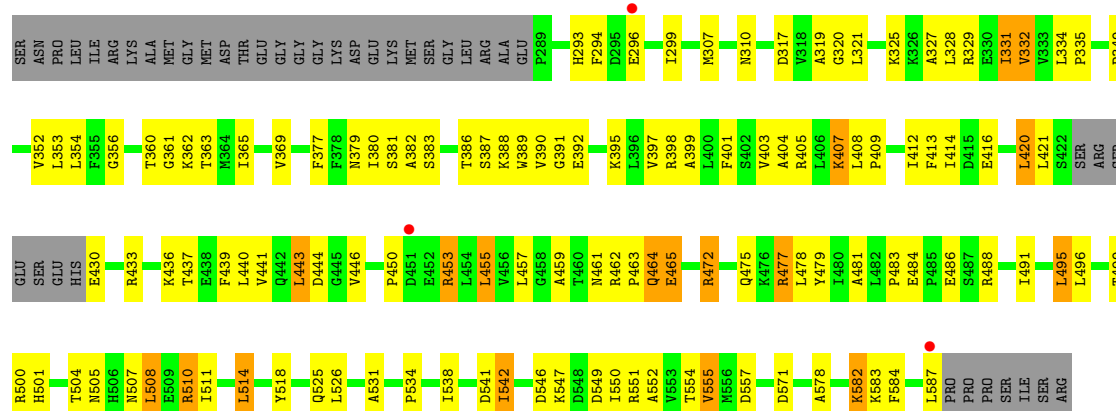 SER ASN PRO LEU ILE ARG LYS ALA MET GLY MET ASP THR GLU GLY GLY GLY LYS ASP GLU LYS MET SER GLY LEU ARG ALA GLU P289 H293 F294 D295 E296 I299 M307 N310 D317 V318 A319 G320 L321 K325 K326 A327 L328 R329 E330 I331 V332 V333 L334 P335
V352 L353 L354 F355 G356 T360 G361 K362 T363 M364 I365 V369 F377 F378 N379 I380 S381 A382 S383 T386 S387 K388 W389 V390 G391 E392 K395 L396 V397 R398 A399 L400 F401 S402 V403 A404 R405 L406 K407 L408 P409 I412 F413 I414 D415 E416 L420 L421 S422 SER ARG
GLU SER GLU HIS E430 R433 K436 T437 E438 F439 L440 V441 Q442 L443 D444 G445 V446 P450 D451 E452 R453 L454 L455 V456 L457 G458 A459 T460 N461 R462 P463 Q464 E465 R472 Q475 K476 R477 L478 Y479 I480 A481 L482 P483 E484 P485 E486 S487 R488 I491 L495 L496
R500 H501 T504 N505 H506 N507 L508 E509 R510 I511 L514 Y518 Q525 L526 A531 P534 I538 D541 I542 D546 K547 D548 D549 I550 R551 A552 V553 T554 V555 M556 D557 D571 A578 K582 K583 F584 L587 PRO PRO PRO SER ILE SER ARG